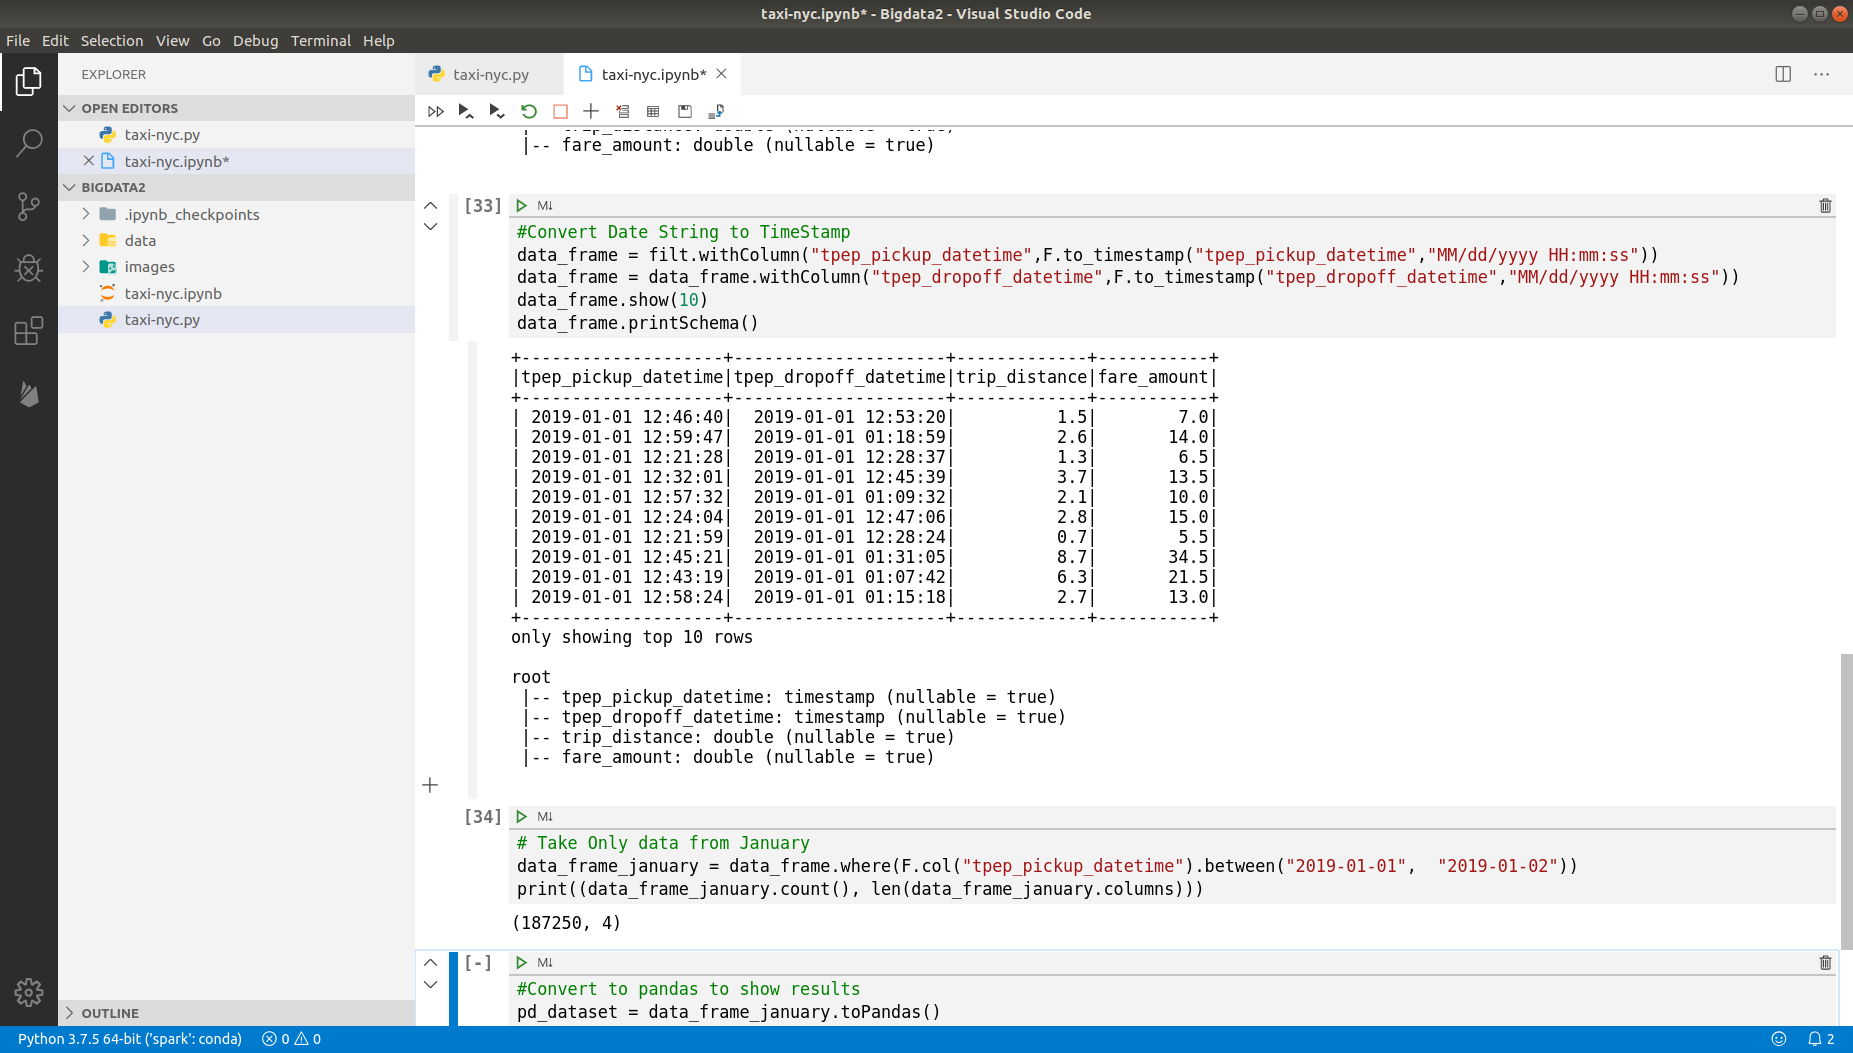 taxi-nyc.ipynb* - Bigdata2 - Visual Studio Code
File Edit Selection View Go Debug Terminal Help
EXPLORER
OPEN EDITORS
taxi-nyc.py
taxi-nyc.ipynb*
BIGDATA2
.ipynb_checkpoints
data
images
taxi-nyc.ipynb
taxi-nyc.py
OUTLINE
taxi-nyc.py
taxi-nyc.ipynb*
|-- trip_distance: double (nullable = true)
|-- fare_amount: double (nullable = true)
[33] M↓
#Convert Date String to TimeStamp
data_frame = filt.withColumn("tpep_pickup_datetime",F.to_timestamp("tpep_pickup_datetime","MM/dd/yyyy HH:mm:ss"))
data_frame = data_frame.withColumn("tpep_dropoff_datetime",F.to_timestamp("tpep_dropoff_datetime","MM/dd/yyyy HH:mm:ss"))
data_frame.show(10)
data_frame.printSchema()
+--------------------+---------------------+-------------+-----------+
|tpep_pickup_datetime|tpep_dropoff_datetime|trip_distance|fare_amount|
+--------------------+---------------------+-------------+-----------+
| 2019-01-01 12:46:40|  2019-01-01 12:53:20|          1.5|        7.0|
| 2019-01-01 12:59:47|  2019-01-01 01:18:59|          2.6|       14.0|
| 2019-01-01 12:21:28|  2019-01-01 12:28:37|          1.3|        6.5|
| 2019-01-01 12:32:01|  2019-01-01 12:45:39|          3.7|       13.5|
| 2019-01-01 12:57:32|  2019-01-01 01:09:32|          2.1|       10.0|
| 2019-01-01 12:24:04|  2019-01-01 12:47:06|          2.8|       15.0|
| 2019-01-01 12:21:59|  2019-01-01 12:28:24|          0.7|        5.5|
| 2019-01-01 12:45:21|  2019-01-01 01:31:05|          8.7|       34.5|
| 2019-01-01 12:43:19|  2019-01-01 01:07:42|          6.3|       21.5|
| 2019-01-01 12:58:24|  2019-01-01 01:15:18|          2.7|       13.0|
+--------------------+---------------------+-------------+-----------+
only showing top 10 rows
root
|-- tpep_pickup_datetime: timestamp (nullable = true)
|-- tpep_dropoff_datetime: timestamp (nullable = true)
|-- trip_distance: double (nullable = true)
|-- fare_amount: double (nullable = true)
[34] M↓
# Take Only data from January
data_frame_january = data_frame.where(F.col("tpep_pickup_datetime").between("2019-01-01",  "2019-01-02"))
print((data_frame_january.count(), len(data_frame_january.columns)))
(187250, 4)
[-] M↓
#Convert to pandas to show results
pd_dataset = data_frame_january.toPandas()
Python 3.7.5 64-bit ('spark': conda) 0 0 2